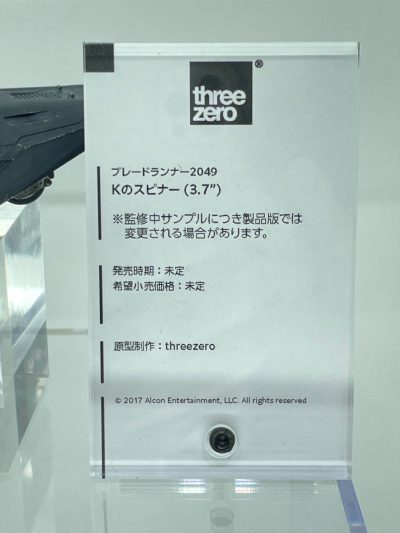 three
zero
®
ブレードランナー2049
Kのスピナー (3.7”)
※監修中サンプルにつき製品版では
変更される場合があります。
発売時期：未定
希望小売価格：未定
原型制作：threezero
© 2017 Alcon Entertainment, LLC. All rights reserved